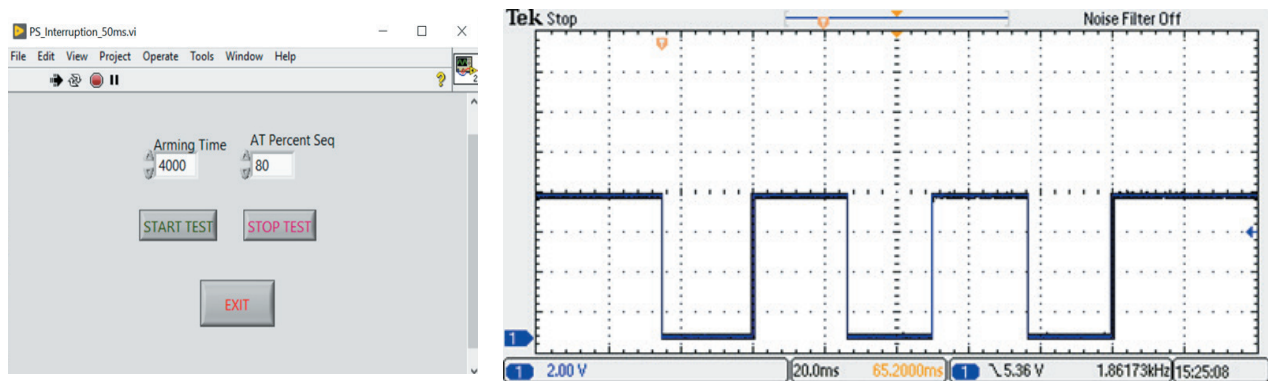 PS_Interruption_50ms.vi
File Edit View Project Operate Tools Window Help
2
Arming Time AT Percent Seq
4000 80
START TEST STOP TEST
EXIT
Tek Stop Noise Filter Off
T
T
1
1 2.00 V 20.0ms 65.2000ms 1 \ 5.36 V 1.86173kHz 15:25:08